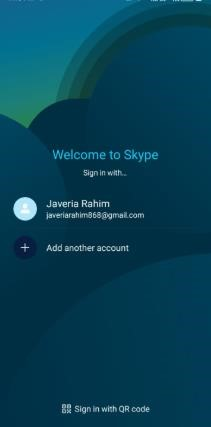 Welcome to Skype
Sign in with...
Javeria Rahim
javeriarahim868@gmail.com
Add another account
Sign in with QR code